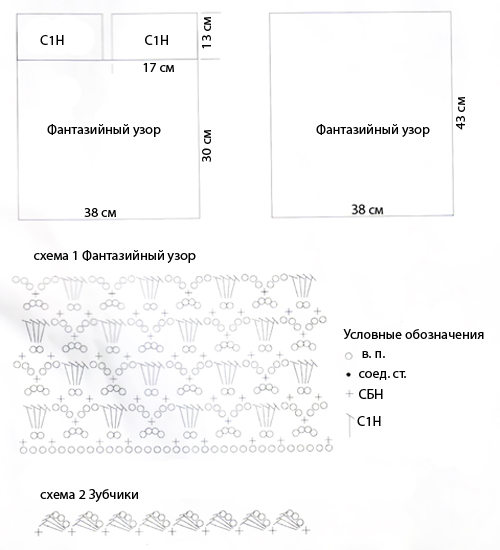 С1Н
С1Н
13 см
17 см
Фантазийный узор
30 см
38 см
Фантазийный узор
43 см
38 см
схема 1 Фантазийный узор
Условные обозначения
в. п.
соед. ст.
СБН
С1Н
схема 2 Зубчики